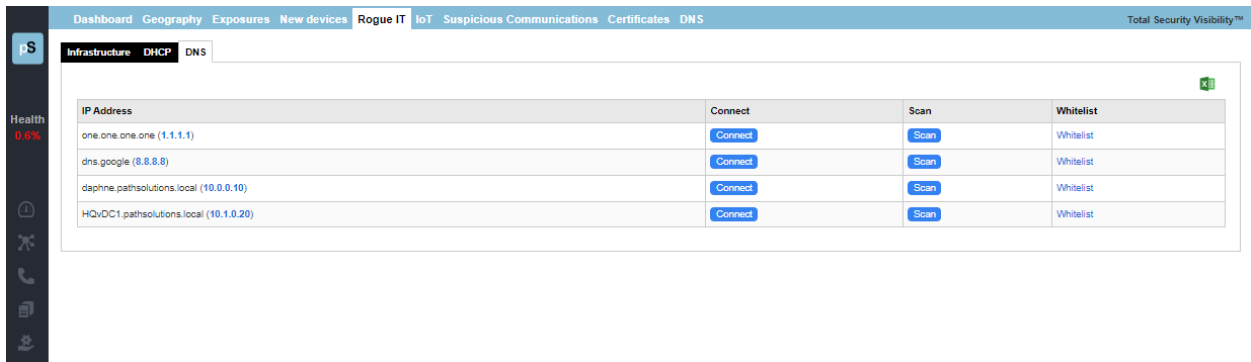 Dashboard Geography Exposures New devices Rogue IT IoT Suspicious Communications Certificates DNS Total Security Visibility™
pS
Infrastructure DHCP DNS
Health
0.6%
IP Address Connect Scan Whitelist
one.one.one.one (1.1.1.1) Connect Scan Whitelist
dns.google (8.8.8.8) Connect Scan Whitelist
daphne.pathsolutions.local (10.0.0.10) Connect Scan Whitelist
HQvDC1.pathsolutions.local (10.1.0.20) Connect Scan Whitelist